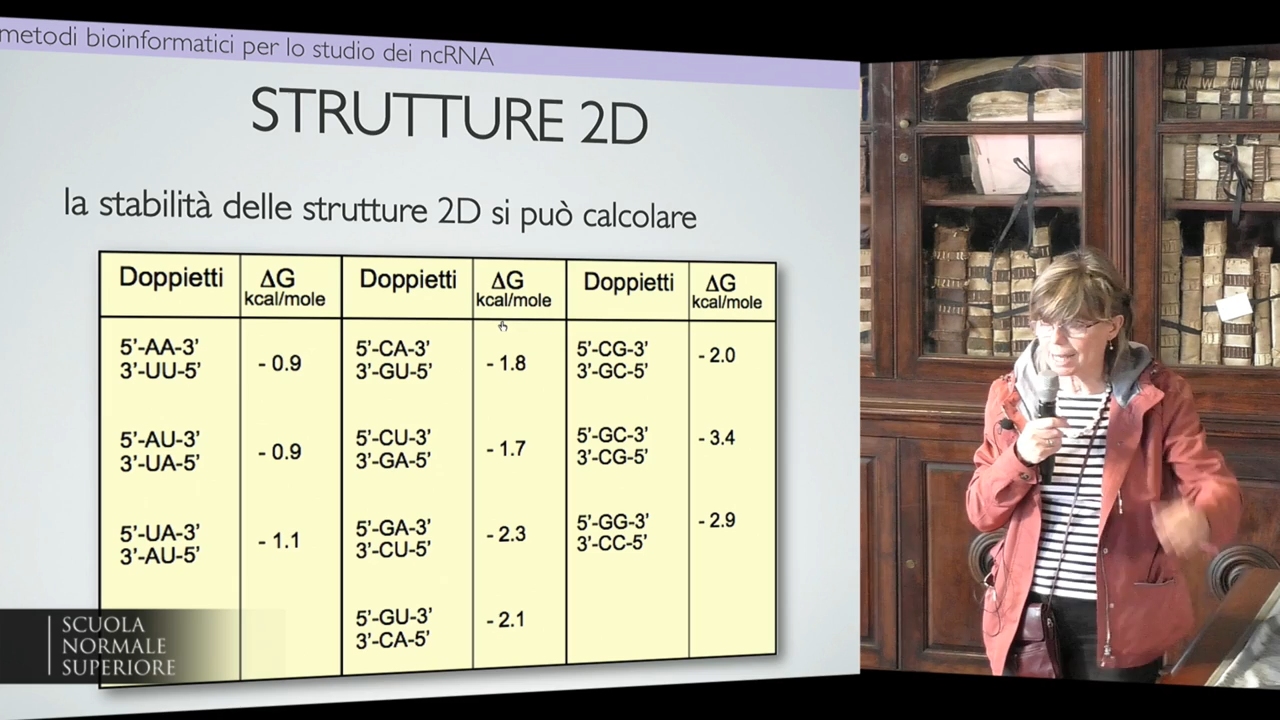 metodi bioinformatici per lo studio dei ncRNA
STRUTTURE 2D
la stabilità delle strutture 2D si può calcolare
Doppietti ΔG kcal/mole Doppietti ΔG kcal/mole Doppietti ΔG kcal/mole
5’-AA-3’
3’-UU-5’
- 0.9
5’-CA-3’
3’-GU-5’
- 1.8
5’-CG-3’
3’-GC-5’
- 2.0
5’-AU-3’
3’-UA-5’
- 0.9
5’-CU-3’
3’-GA-5’
- 1.7
5’-GC-3’
3’-CG-5’
- 3.4
5’-UA-3’
3’-AU-5’
- 1.1
5’-GA-3’
3’-CU-5’
- 2.3
5’-GG-3’
3’-CC-5’
- 2.9
5’-GU-3’
3’-CA-5’
- 2.1
SCUOLA
NORMALE
SUPERIORE